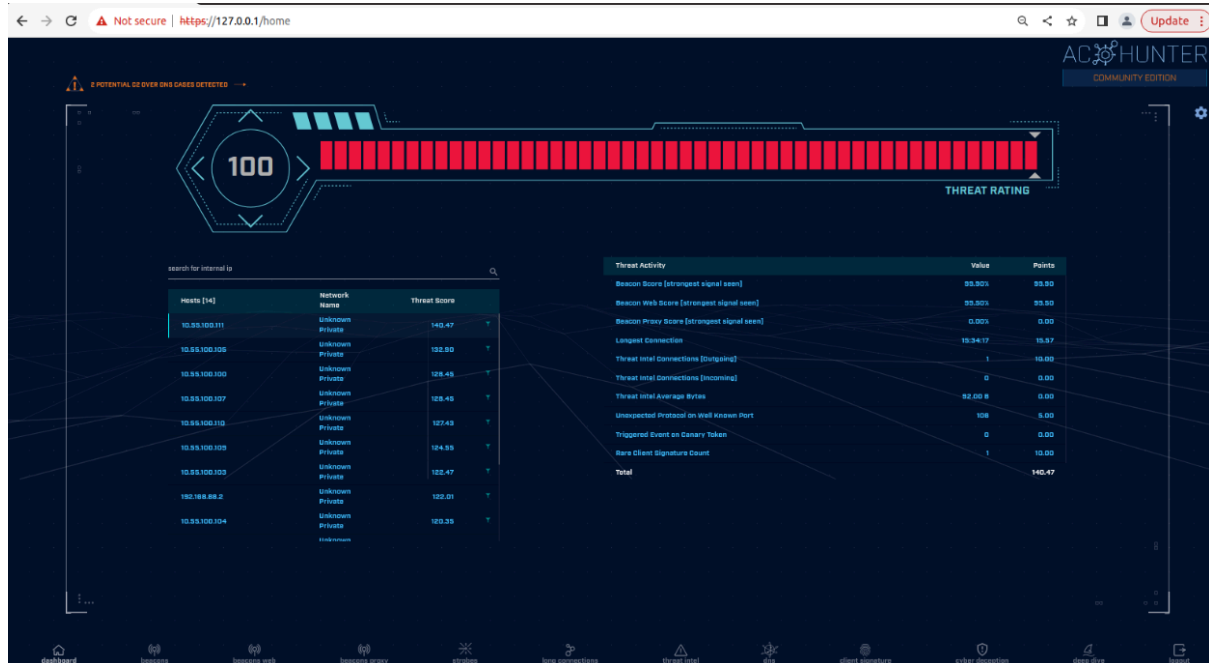 Not secure | https://127.0.0.1/home
Update
AC HUNTER
COMMUNITY EDITION
2 POTENTIAL C2 OVER DNS CASES DETECTED
100
THREAT RATING
search for internal ip
Hosts [14] Network Name Threat Score
10.55.100.111 Unknown Private 140.47
10.55.100.105 Unknown Private 132.90
10.55.100.100 Unknown Private 128.45
10.55.100.107 Unknown Private 128.45
10.55.100.110 Unknown Private 127.43
10.55.100.109 Unknown Private 124.55
10.55.100.103 Unknown Private 122.47
192.168.88.2 Unknown Private 122.01
10.55.100.104 Unknown Private 120.35
Unknown
Threat Activity Value Points
Beacon Score [strongest signal seen]
Beacon Web Score [strongest signal seen]
Beacon Proxy Score [strongest signal seen] 0.00% 0.00
Longest Connection 15:34:17 15.57
Threat Intel Connections [Outgoing] 1 10.00
Threat Intel Connections [Incoming] 0 0.00
Threat Intel Average Bytes 92.00 B 0.00
Unexpected Protocol on Well Known Port 108 5.00
Triggered Event on Canary Token 0 0.00
Rare Client Signature Count 1 10.00
Total 140.47
dashboard
beacons
beacons web
beacons proxy
strobes
long connections
threat intel
dns
client signature
cyber deception
deep dive
logout